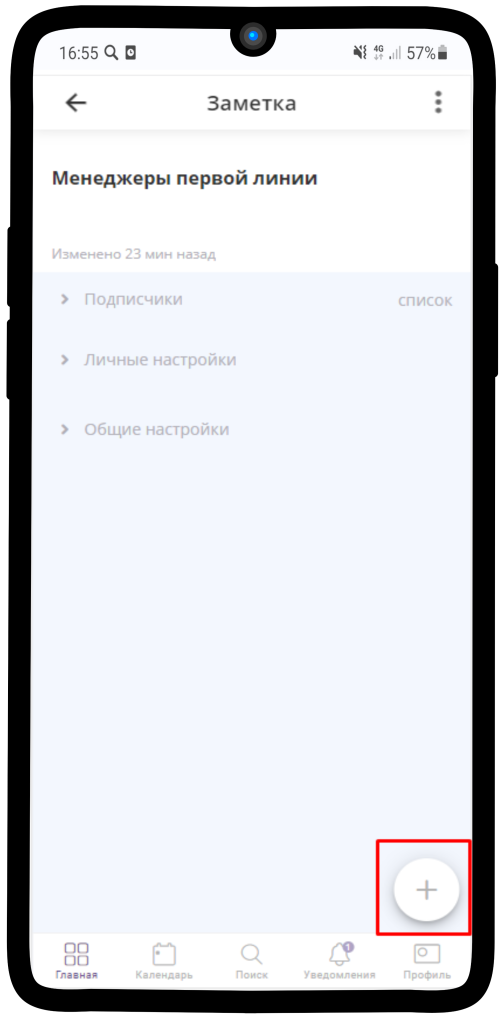 16:55 4G 57%
Заметка
Менеджеры первой линии
Изменено 23 мин назад
Подписчики список
Личные настройки
Общие настройки
1
Главная Календарь Поиск Уведомления Профиль